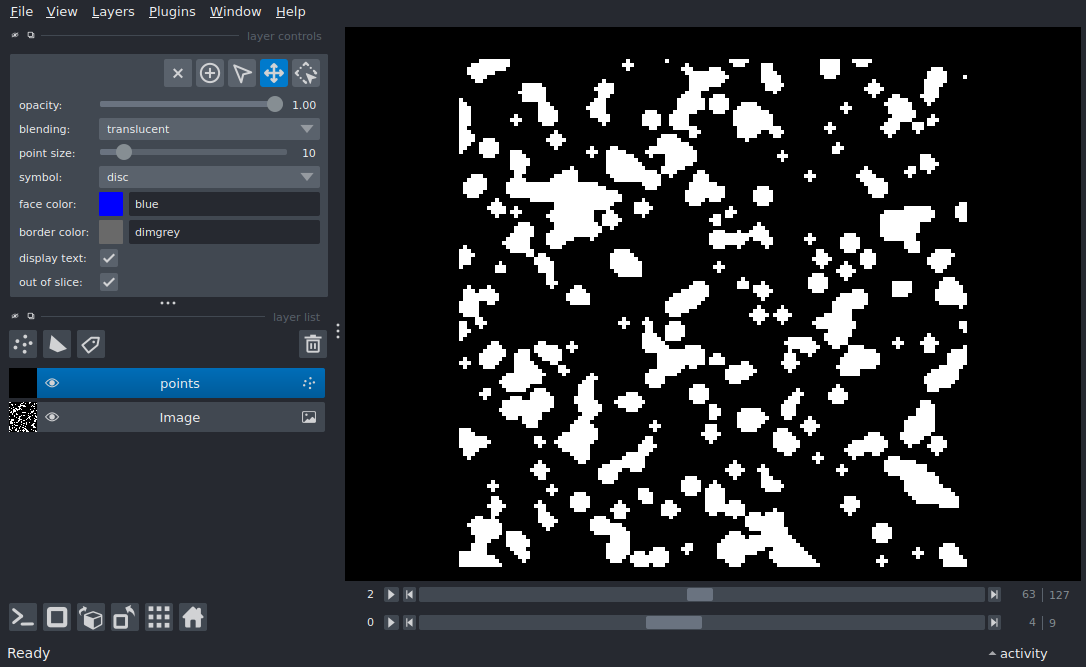 File View Layers Plugins Window Help
layer controls
opacity: 1.00
blending: translucent
point size: 10
symbol: disc
face color: blue
border color: dimgrey
display text:
out of slice:
layer list
points
Image
2 63 127
0 4 9
Ready activity